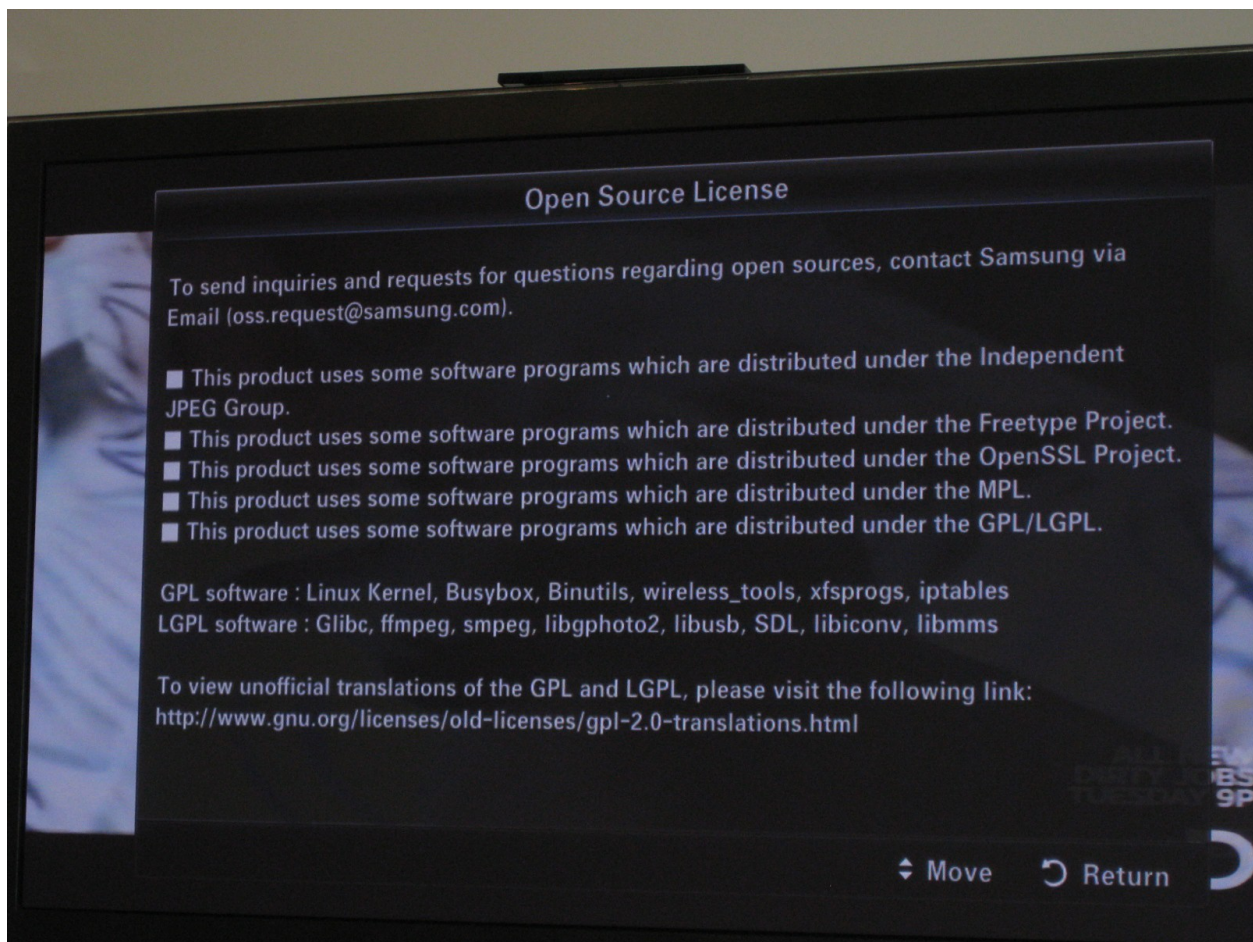 Open Source License
To send inquiries and requests for questions regarding open sources, contact Samsung via
Email (oss.request@samsung.com).
■ This product uses some software programs which are distributed under the Independent
JPEG Group.
■ This product uses some software programs which are distributed under the Freetype Project.
■ This product uses some software programs which are distributed under the OpenSSL Project.
■ This product uses some software programs which are distributed under the MPL.
■ This product uses some software programs which are distributed under the GPL/LGPL.
GPL software : Linux Kernel, Busybox, Binutils, wireless_tools, xfsprogs, iptables
LGPL software : Glibc, ffmpeg, smpeg, libgphoto2, libusb, SDL, libiconv, libmms
To view unofficial translations of the GPL and LGPL, please visit the following link:
http://www.gnu.org/licenses/old-licenses/gpl-2.0-translations.html
ALL NEW
DIRTY JOBS
TUESDAY 9P
Move Return